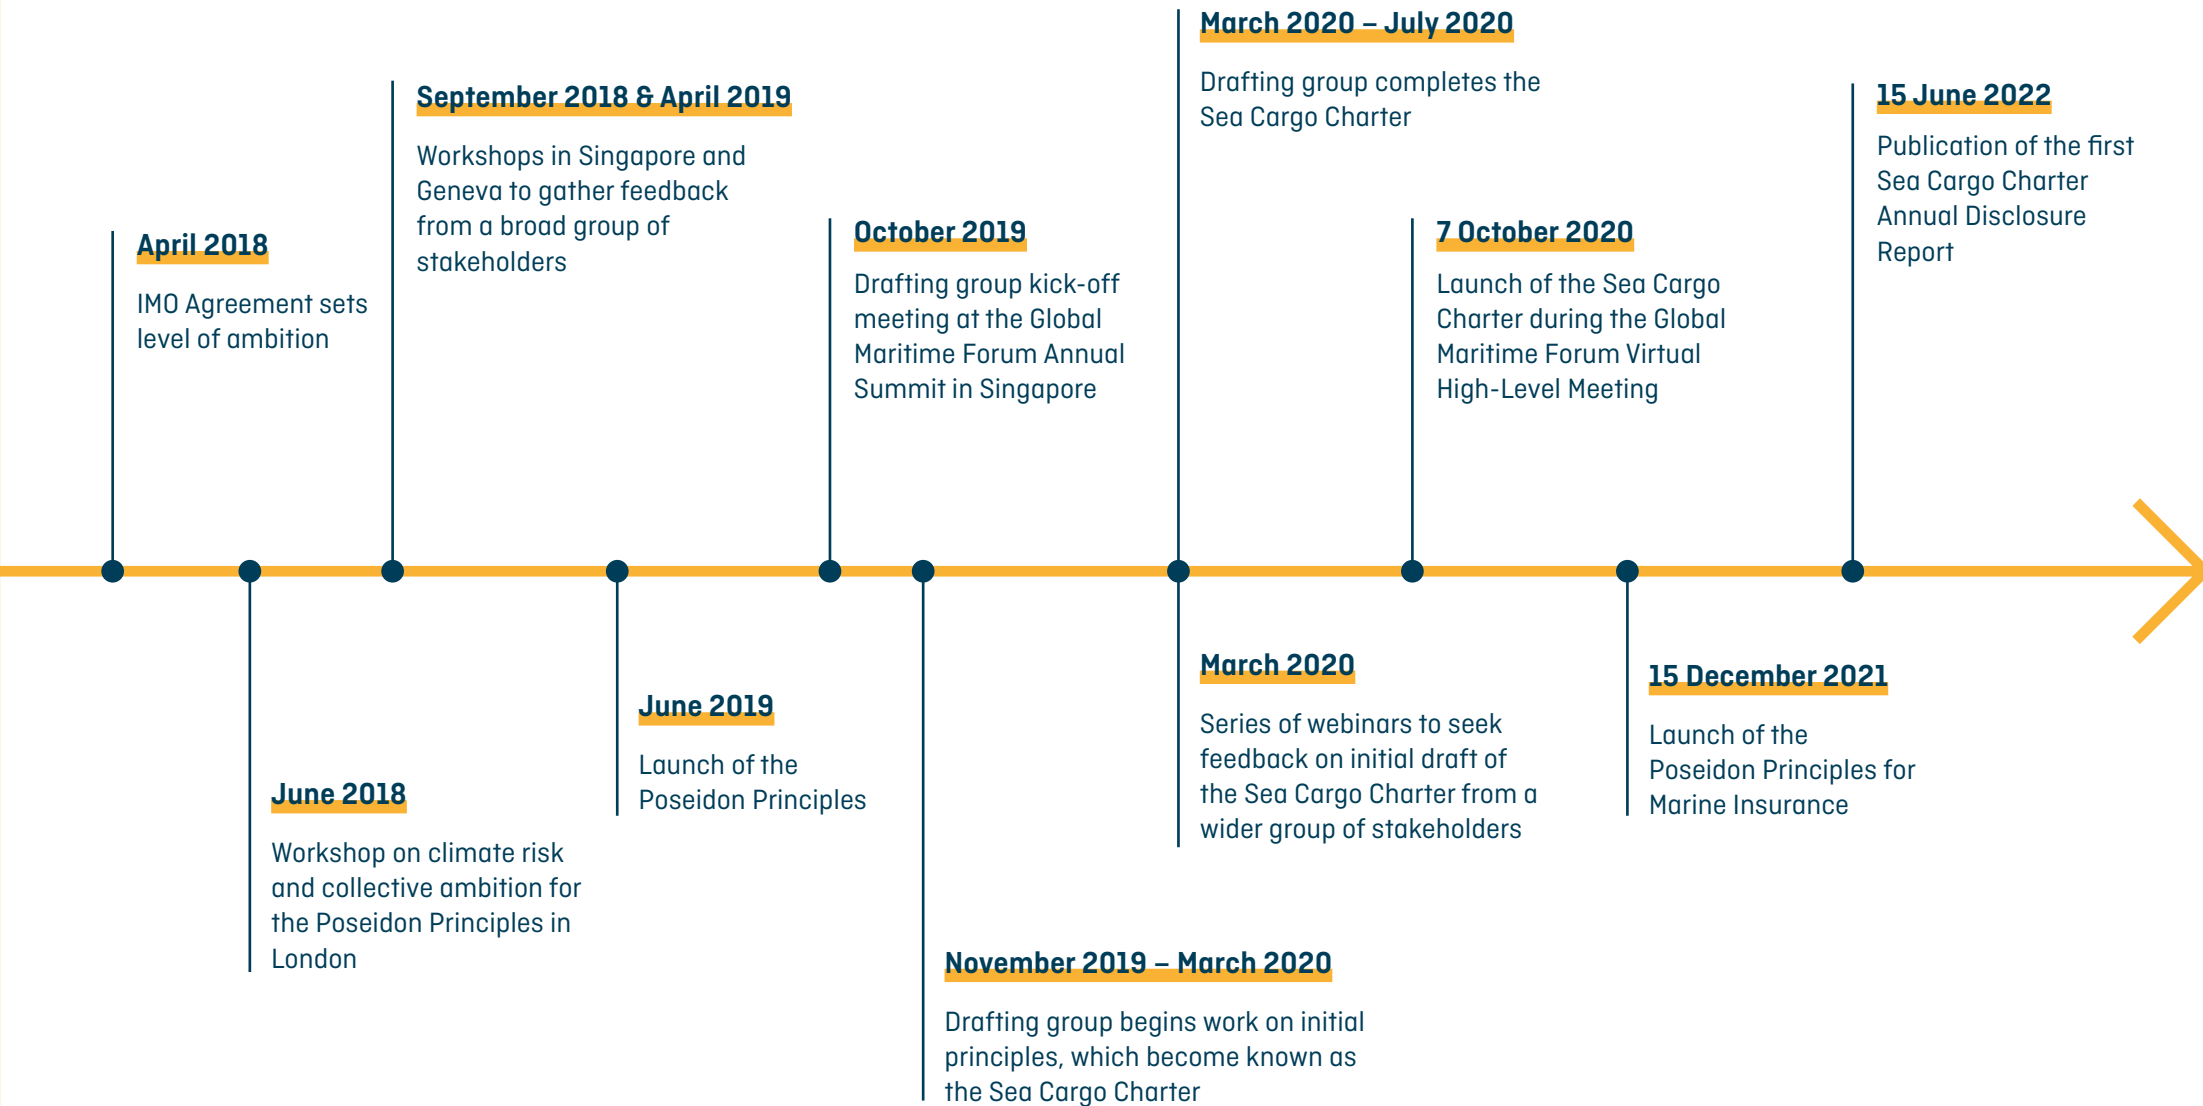 April 2018
IMO Agreement sets
level of ambition
June 2018
Workshop on climate risk
and collective ambition for
the Poseidon Principles in
London
September 2018 & April 2019
Workshops in Singapore and
Geneva to gather feedback
from a broad group of
stakeholders
June 2019
Launch of the
Poseidon Principles
October 2019
Drafting group kick-off
meeting at the Global
Maritime Forum Annual
Summit in Singapore
November 2019 – March 2020
Drafting group begins work on initial
principles, which become known as
the Sea Cargo Charter
March 2020 – July 2020
Drafting group completes the
Sea Cargo Charter
March 2020
Series of webinars to seek
feedback on initial draft of
the Sea Cargo Charter from a
wider group of stakeholders
7 October 2020
Launch of the Sea Cargo
Charter during the Global
Maritime Forum Virtual
High-Level Meeting
15 December 2021
Launch of the
Poseidon Principles for
Marine Insurance
15 June 2022
Publication of the first
Sea Cargo Charter
Annual Disclosure
Report